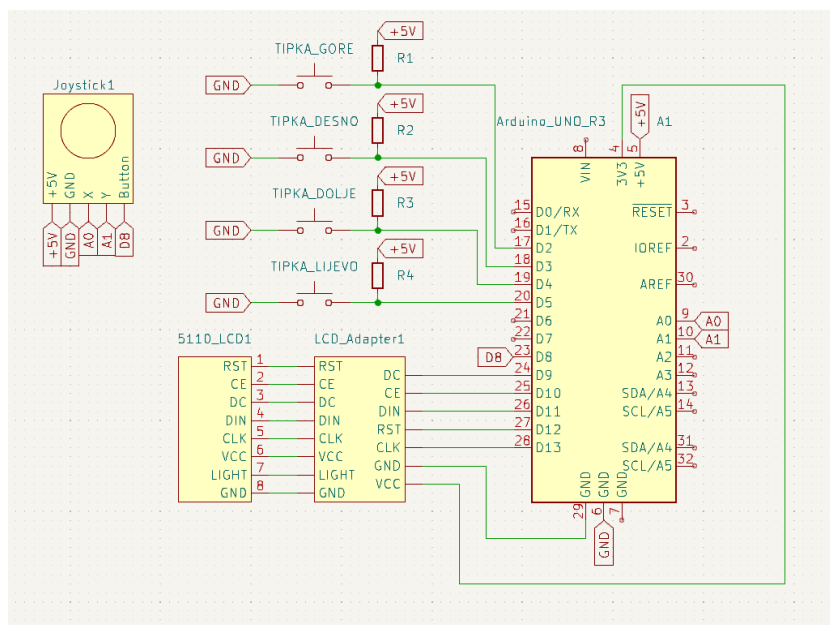 Joystick1
+5V
GND
X
Y
Button
+5V
GND
A0
A1
D8
TIPKA_GORE
+5V
R1
GND
TIPKA_DESNO
+5V
R2
GND
TIPKA_DOLJE
+5V
R3
GND
TIPKA_LIJEVO
+5V
R4
GND
5110_LCD1
RST 1
CE 2
DC 3
DIN 4
CLK 5
VCC 6
LIGHT 7
GND 8
LCD_Adapter1
RST
CE
DC
DIN
CLK
VCC
LIGHT
GND
DC
CE
DIN
RST
CLK
GND
VCC
Arduino_UNO_R3
A1
+5V
8 VIN
4 3V3
5 +5V
15 D0/RX
16 D1/TX
17 D2
18 D3
19 D4
20 D5
21 D6
22 D7
D8 23 D8
24 D9
25 D10
26 D11
27 D12
28 D13
RESET 3
IOREF 2
AREF 30
A0 9 A0
A1 10 A1
A2 11
A3 12
SDA/A4 13
SCL/A5 14
SDA/A4 31
SCL/A5 32
GND 29
GND 6
GND 7
GND